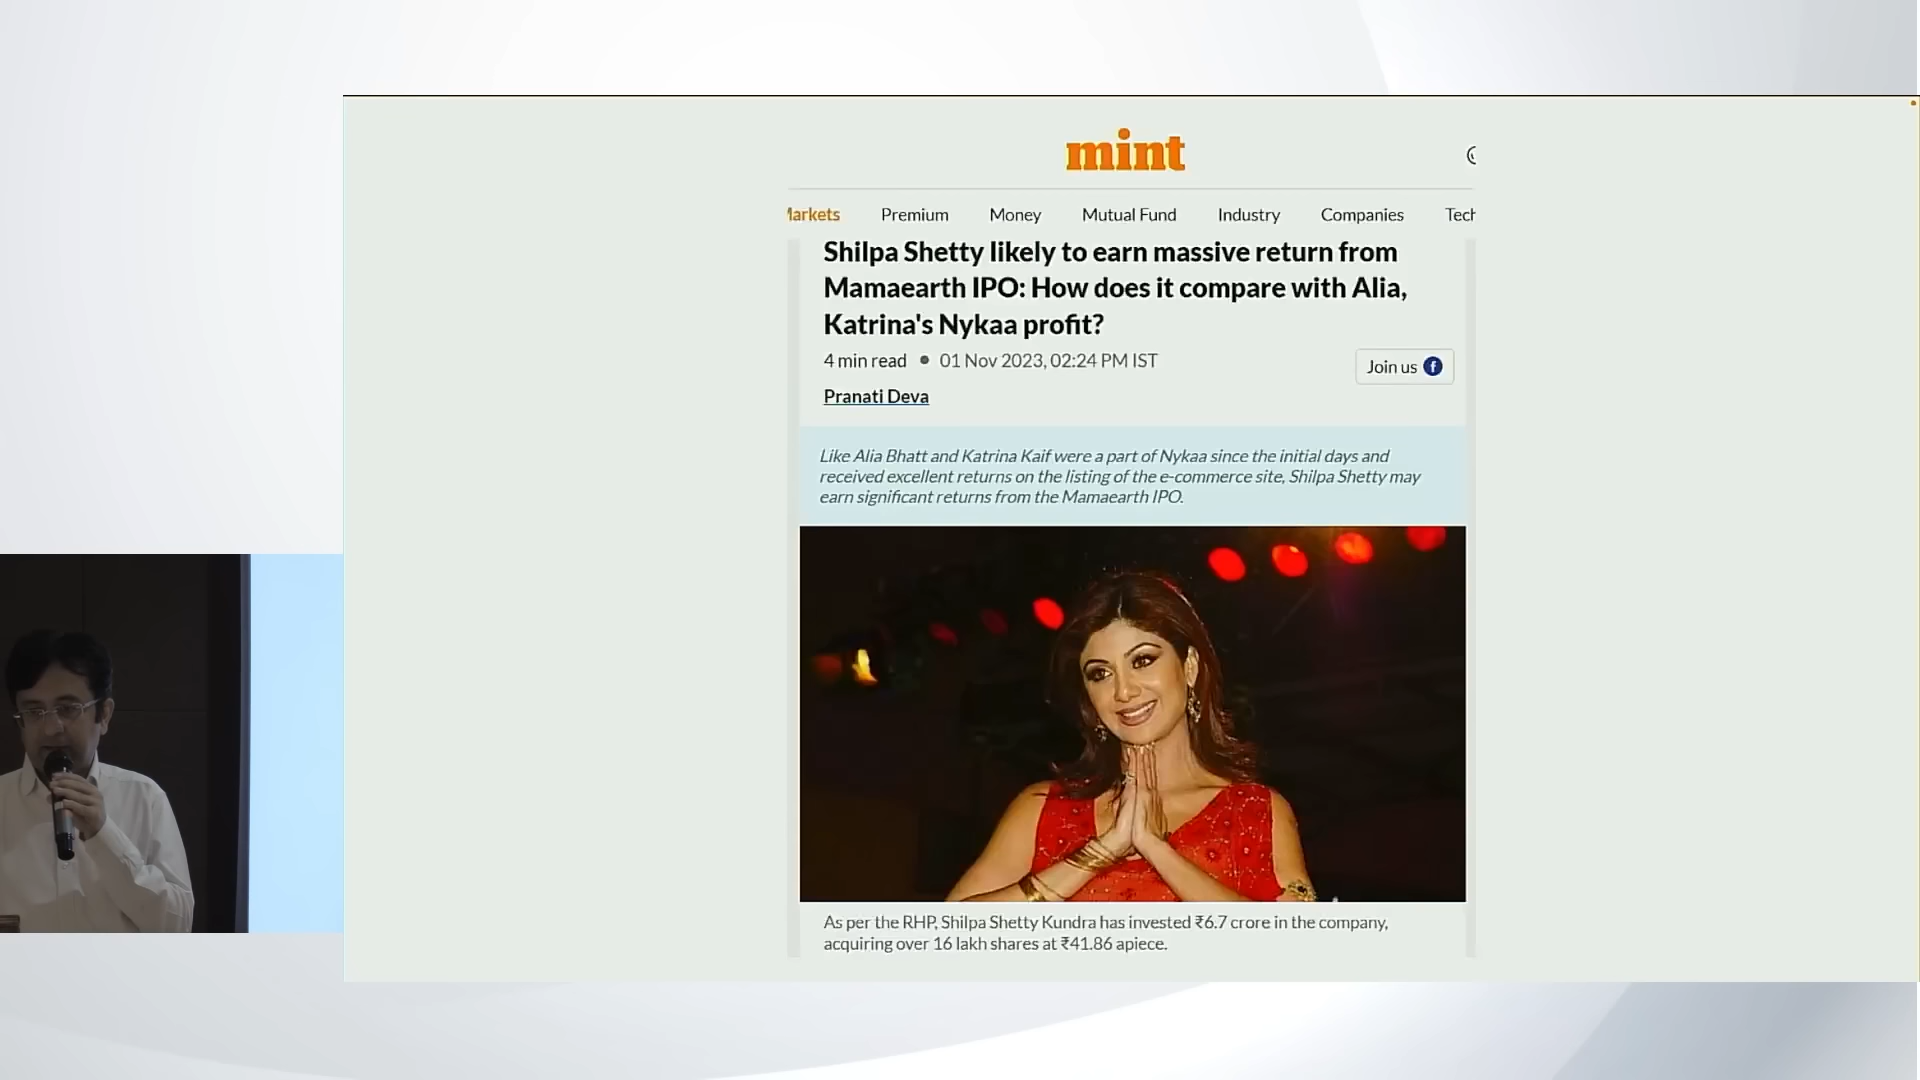 mint
Markets Premium Money Mutual Fund Industry Companies Tech
Shilpa Shetty likely to earn massive return from
Mamaearth IPO: How does it compare with Alia,
Katrina's Nykaa profit?
4 min read • 01 Nov 2023, 02:24 PM IST
Join us f
Pranati Deva
Like Alia Bhatt and Katrina Kaif were a part of Nykaa since the initial days and
received excellent returns on the listing of the e-commerce site, Shilpa Shetty may
earn significant returns from the Mamaearth IPO.
As per the RHP, Shilpa Shetty Kundra has invested ₹6.7 crore in the company,
acquiring over 16 lakh shares at ₹41.86 apiece.